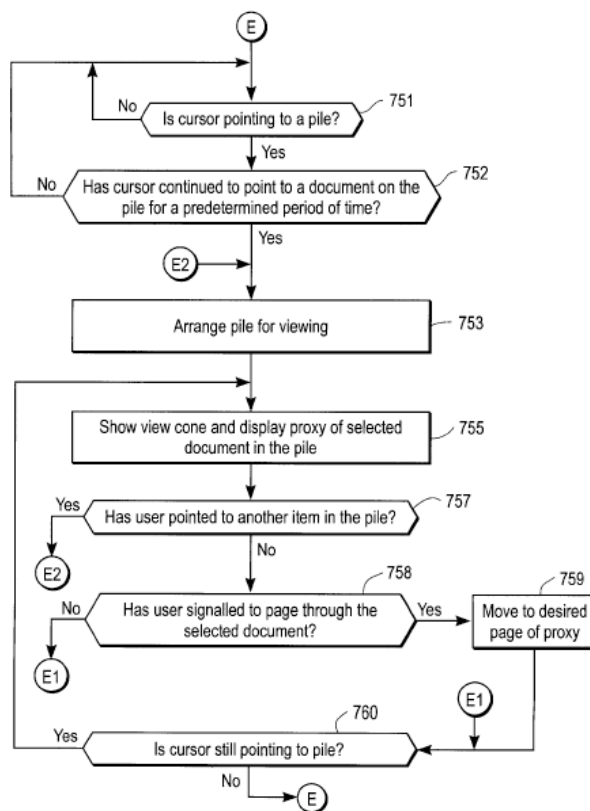 E
751
No
Is cursor pointing to a pile?
Yes
752
No
Has cursor continued to point to a document on the
pile for a predetermined period of time?
Yes
E2
753
Arrange pile for viewing
Show view cone and display proxy of selected
document in the pile
755
757
Yes
Has user pointed to another item in the pile?
E2
No
758
759
No
Has user signalled to page through the
selected document?
Yes
Move to desired
page of proxy
E1
E1
760
Yes
Is cursor still pointing to pile?
No
E